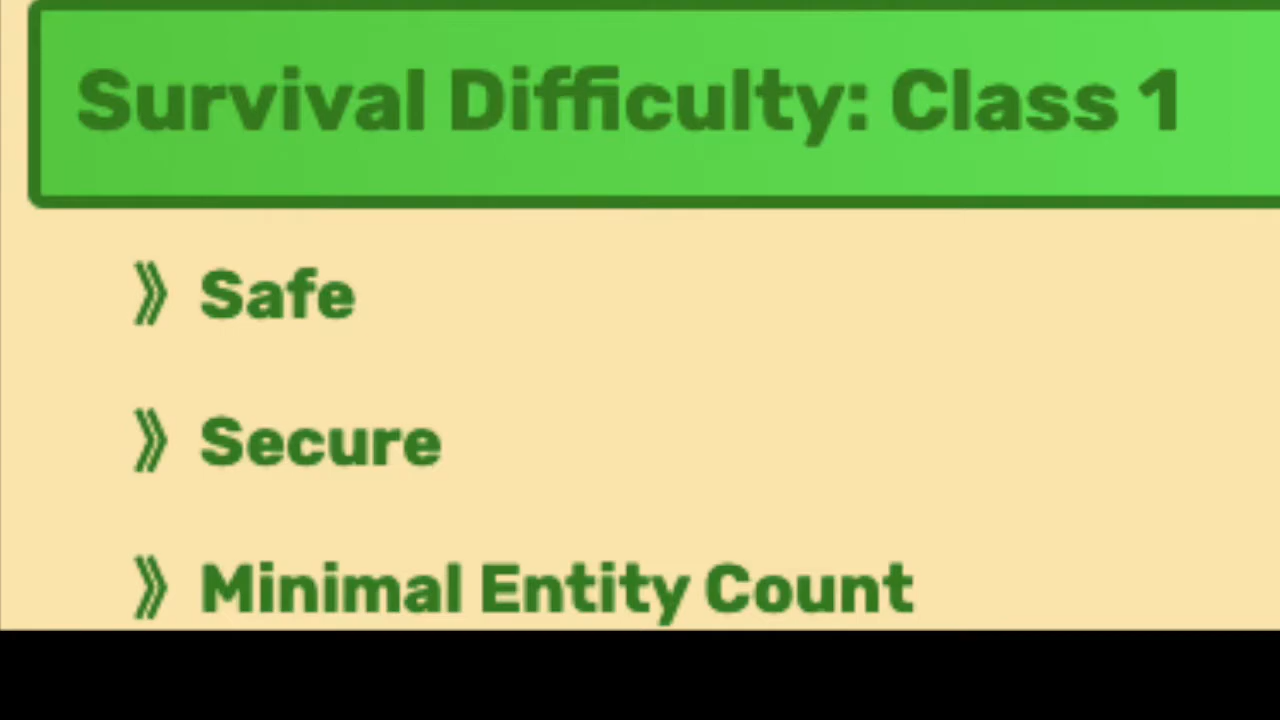 Survival Difficulty: Class 1
》 Safe
》 Secure
》 Minimal Entity Count